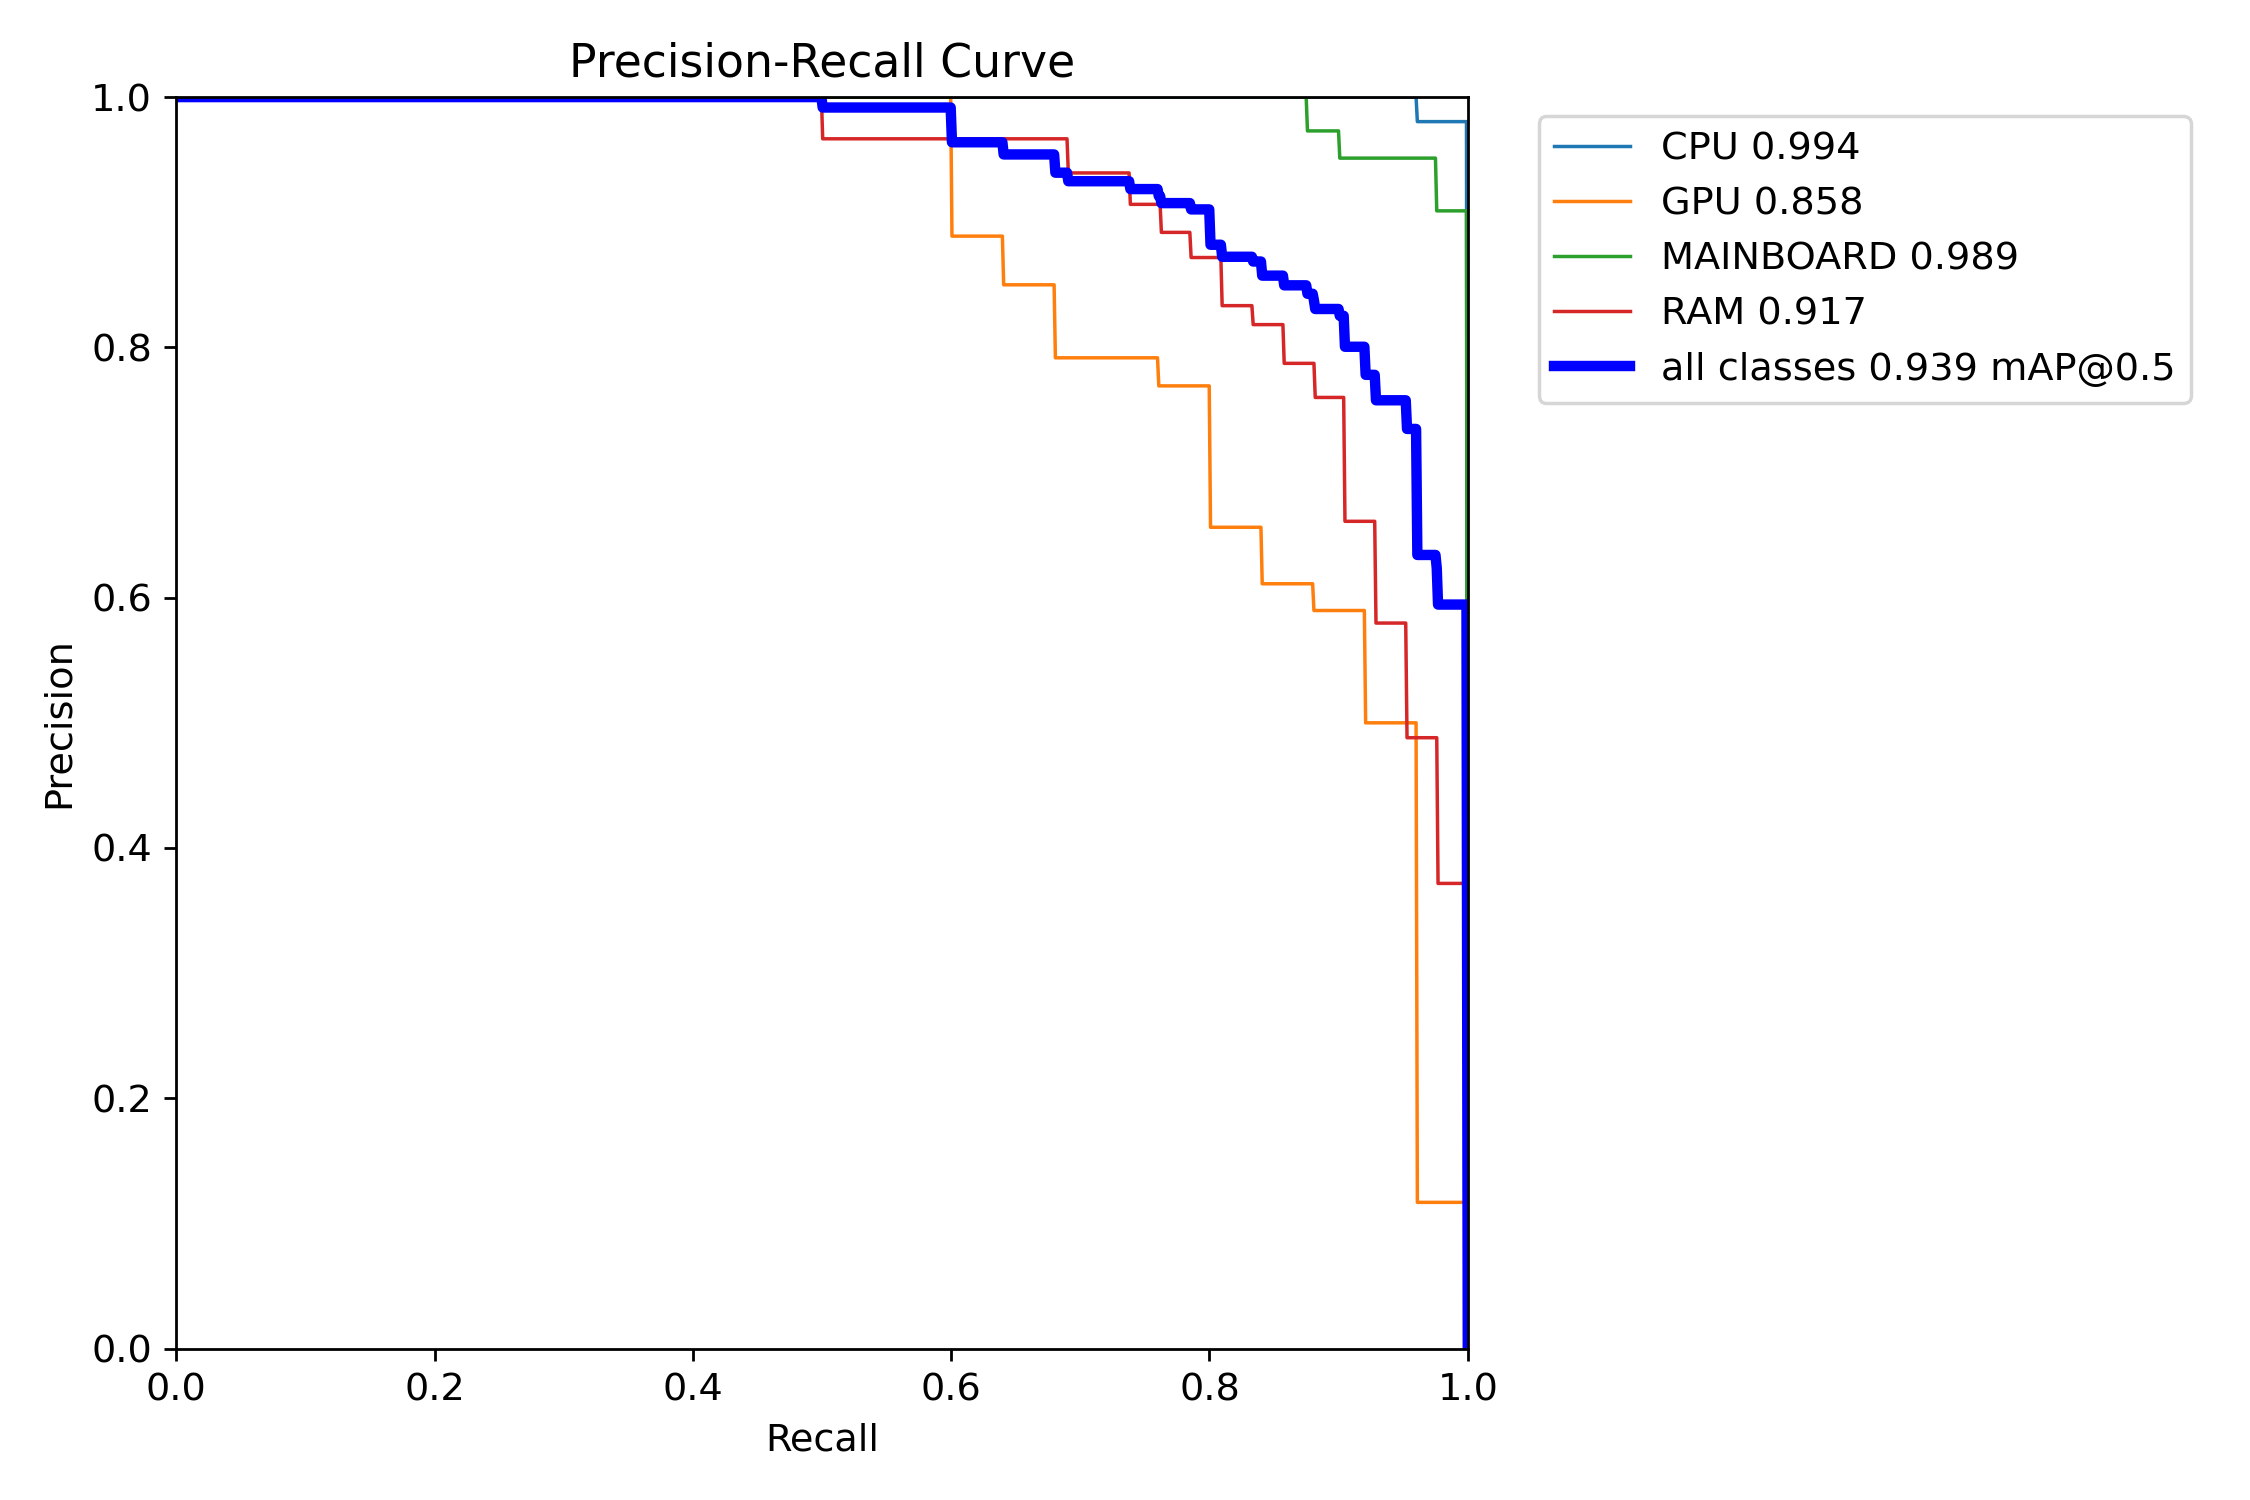 Precision-Recall Curve
1.0
0.8
0.6
0.4
0.2
0.0
Precision
0.0 0.2 0.4 0.6 0.8 1.0
Recall
CPU 0.994
GPU 0.858
MAINBOARD 0.989
RAM 0.917
all classes 0.939 mAP@0.5